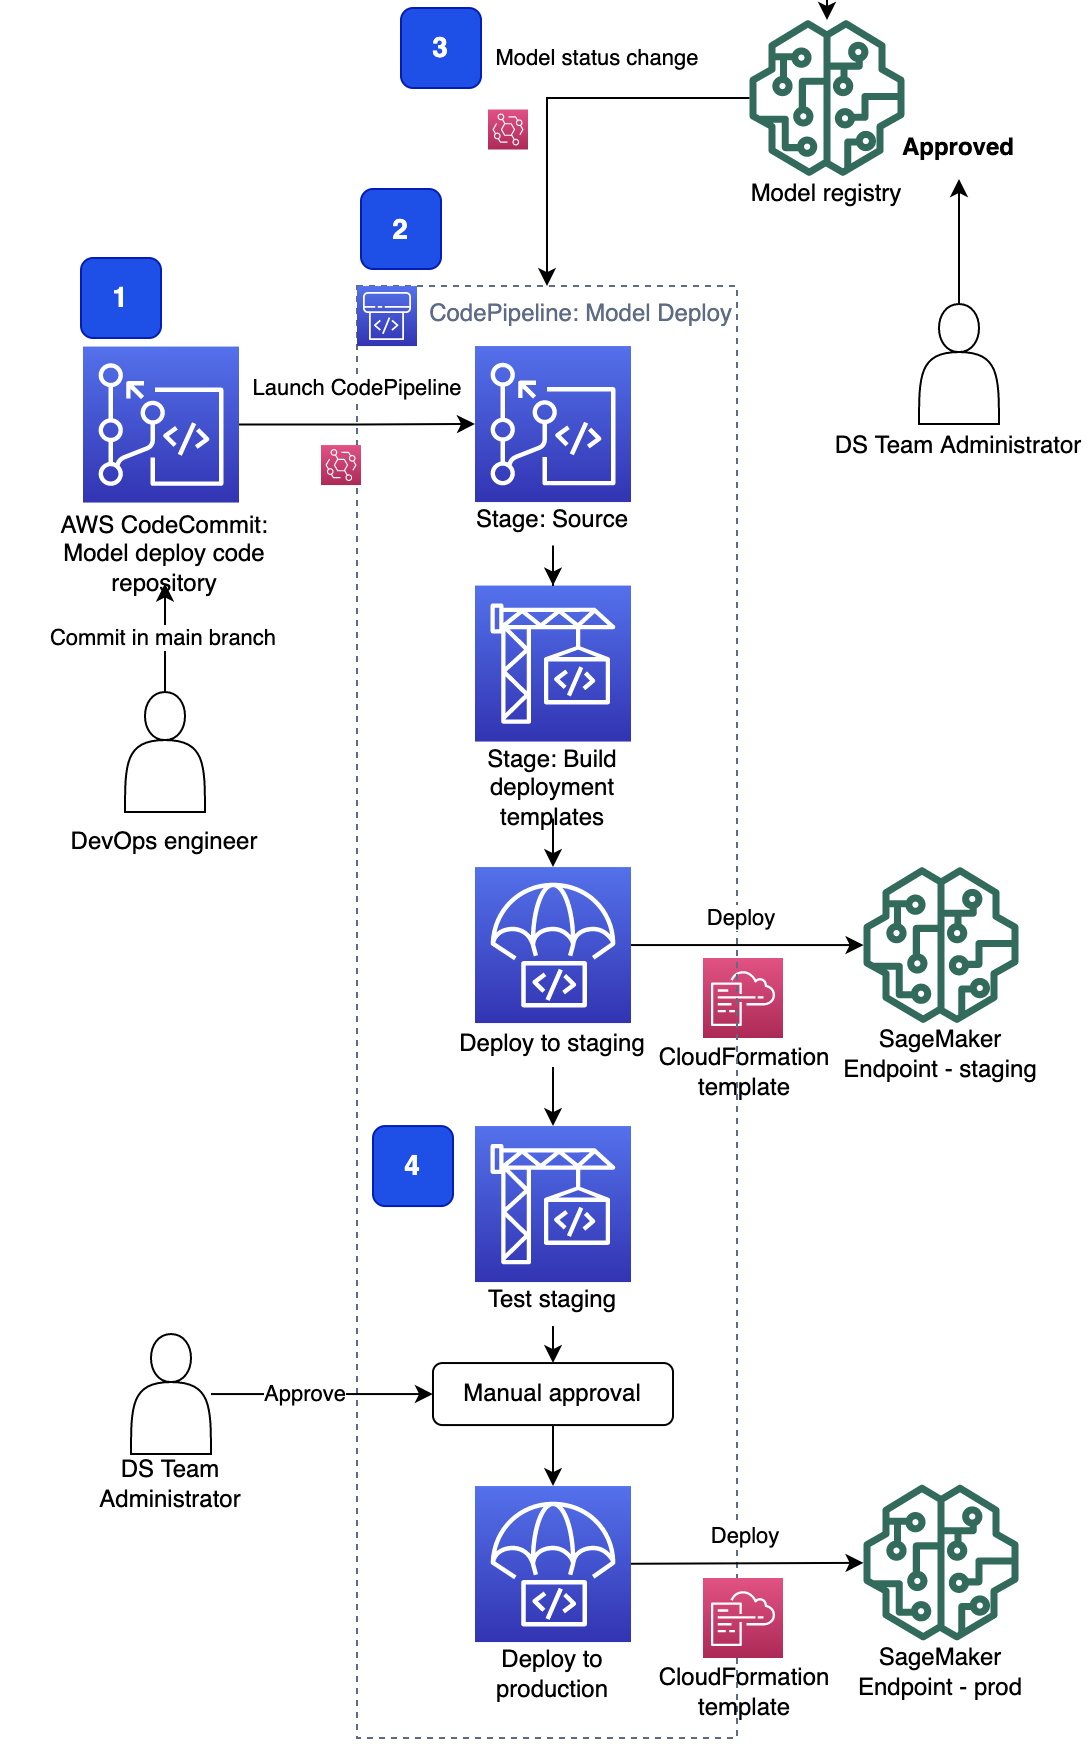 3
Model status change
Approved
Model registry
2
1
CodePipeline: Model Deploy
Launch CodePipeline
DS Team Administrator
AWS CodeCommit:
Model deploy code
repository
Stage: Source
Commit in main branch
DevOps engineer
Stage: Build
deployment
templates
Deploy
Deploy to staging
CloudFormation
template
SageMaker
Endpoint - staging
4
Test staging
Approve
Manual approval
DS Team
Administrator
Deploy
Deploy to
production
CloudFormation
template
SageMaker
Endpoint - prod